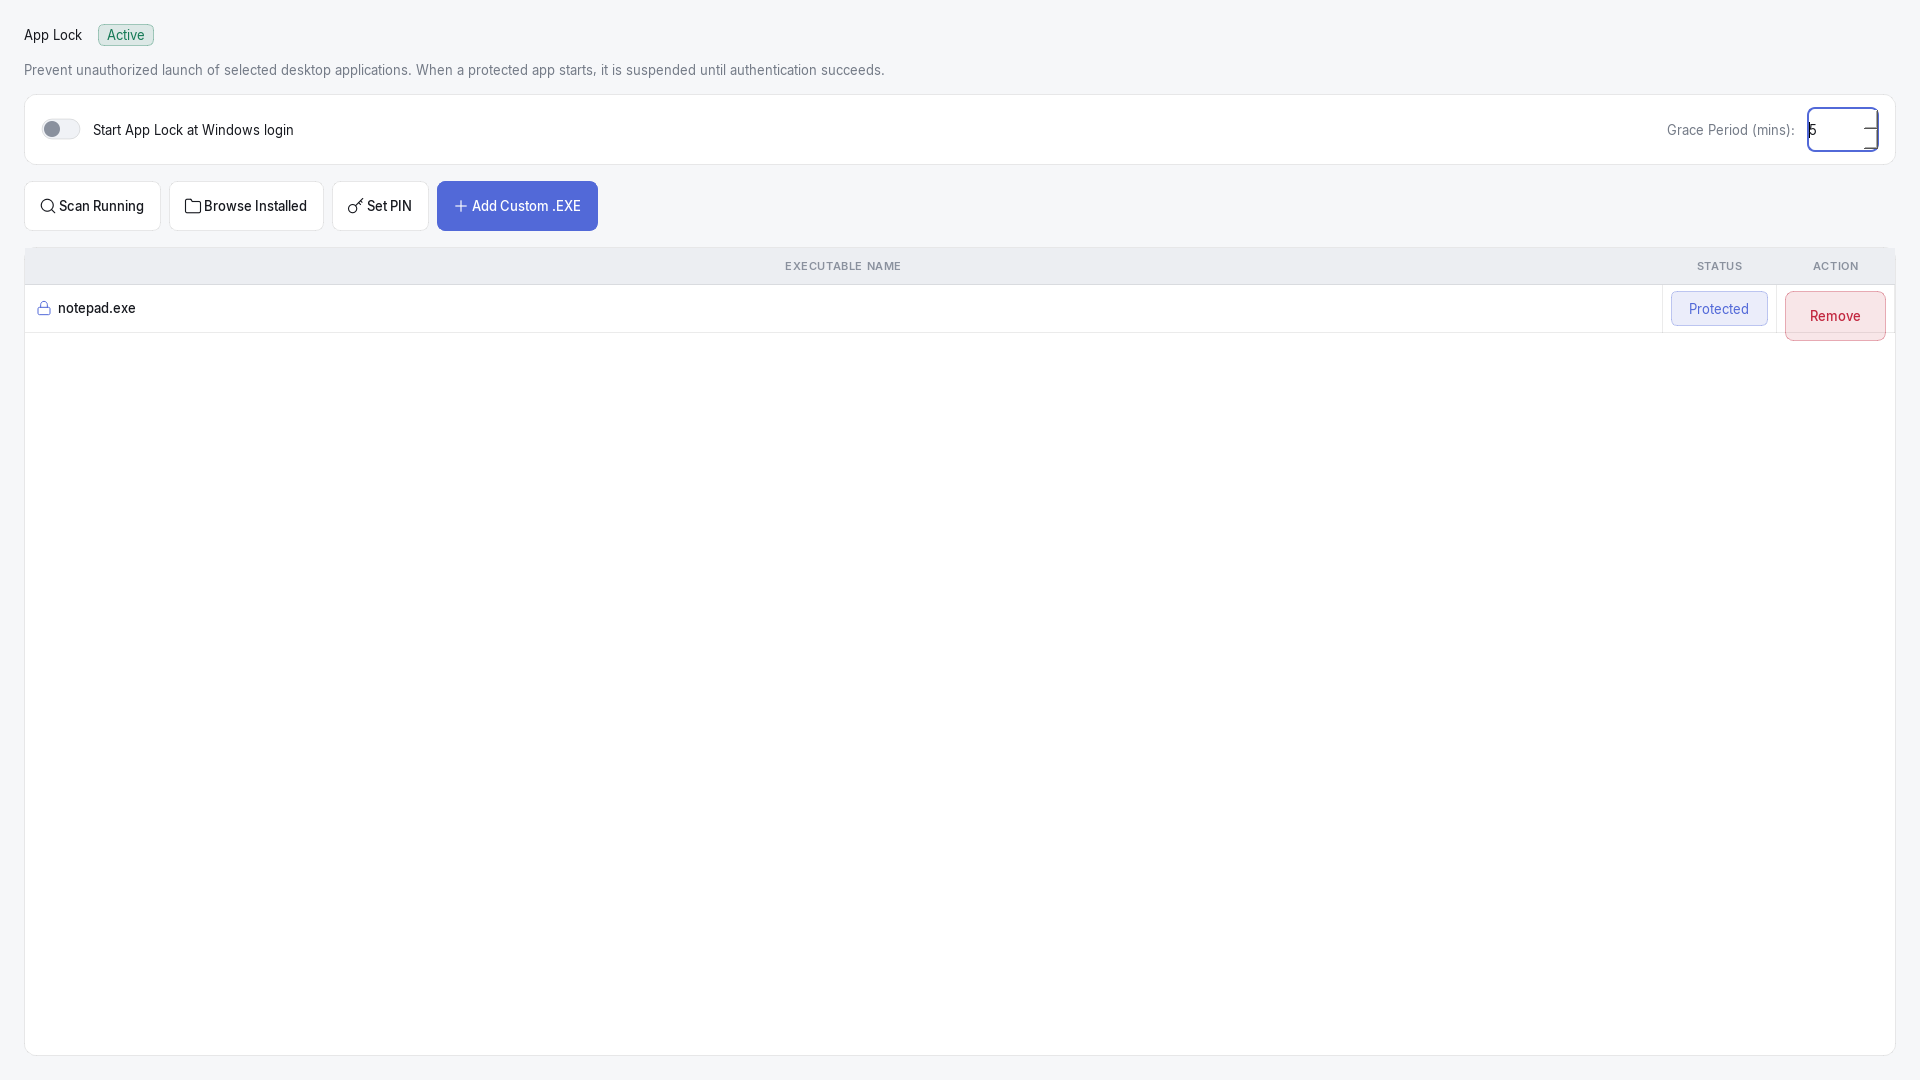 App Lock Active
Prevent unauthorized launch of selected desktop applications. When a protected app starts, it is suspended until authentication succeeds.
Start App Lock at Windows login Grace Period (mins): 5
Scan Running Browse Installed Set PIN Add Custom .EXE
EXECUTABLE NAME STATUS ACTION
notepad.exe Protected Remove